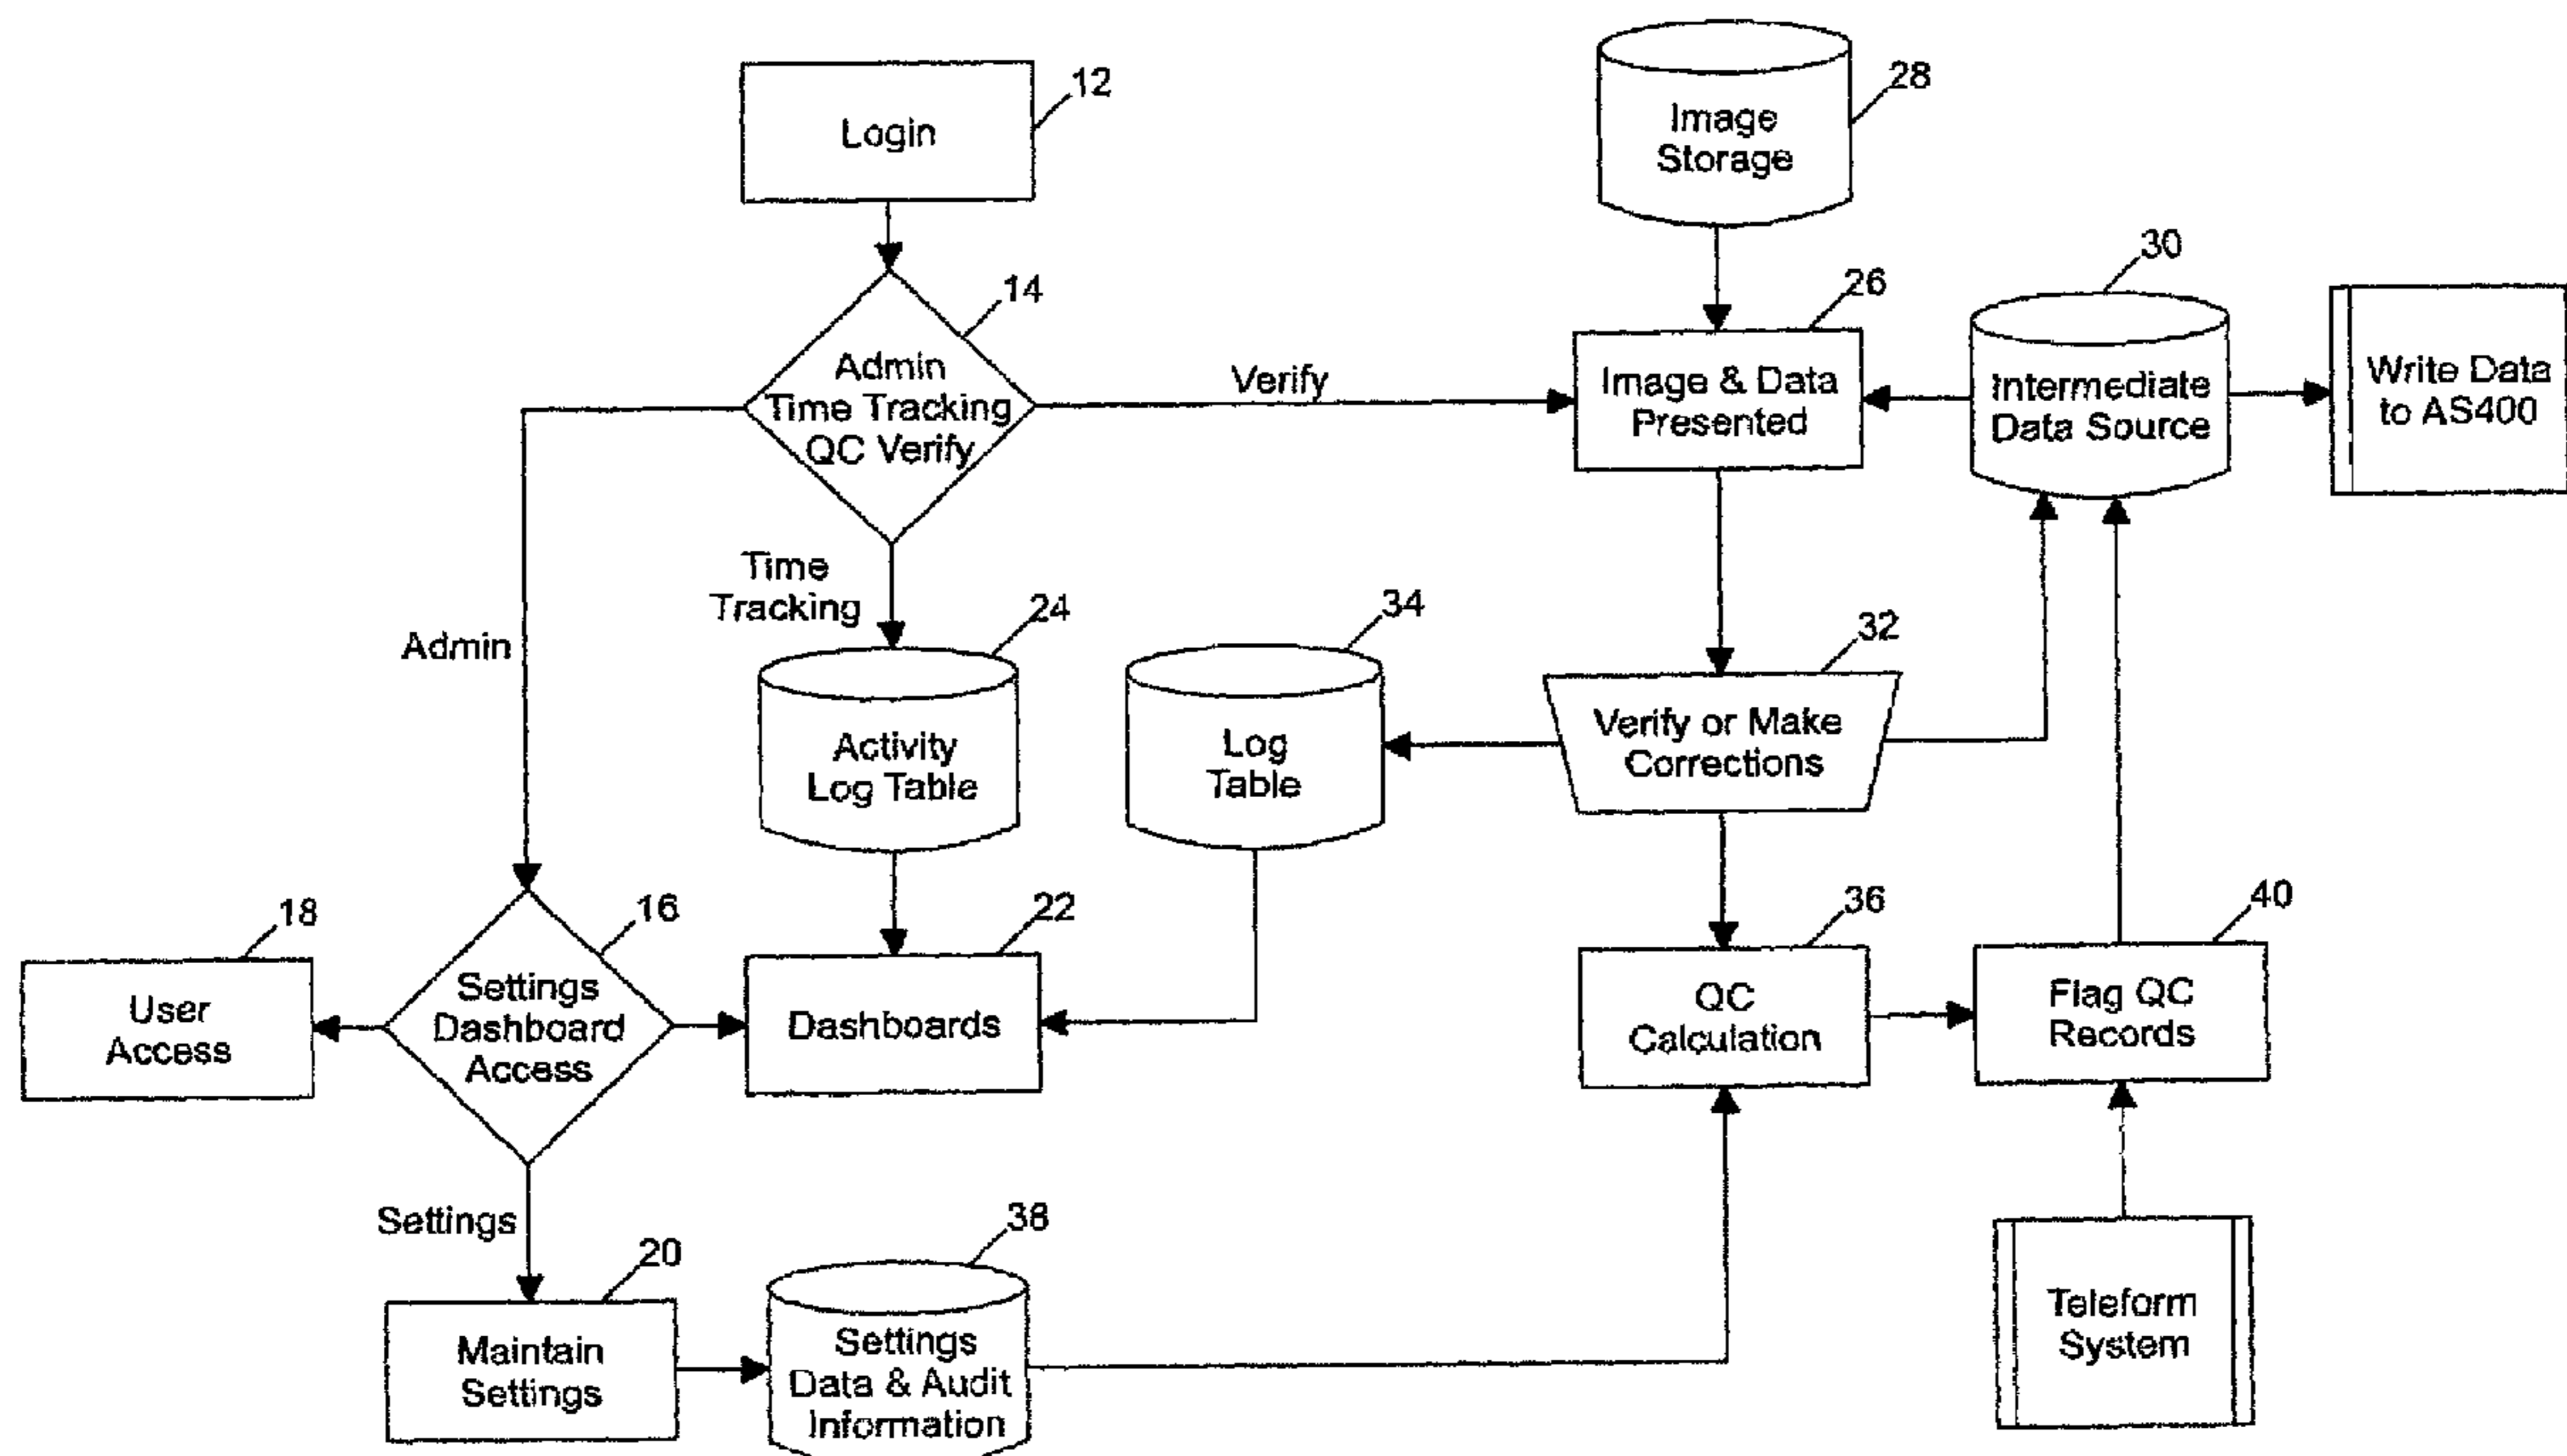 12
Login
28
Image
Storage
14
Admin
Time Tracking
QC Verify
Verify
26
Image & Data
Presented
30
Intermediate
Data Source
Write Data
to AS400
Time
Tracking
Admin
24
Activity
Log Table
34
Log
Table
32
Verify or Make
Corrections
18
User
Access
16
Settings
Dashboard
Access
22
Dashboards
36
QC
Calculation
40
Flag QC
Records
Settings
20
Maintain
Settings
38
Settings
Data & Audit
Information
Teleform
System